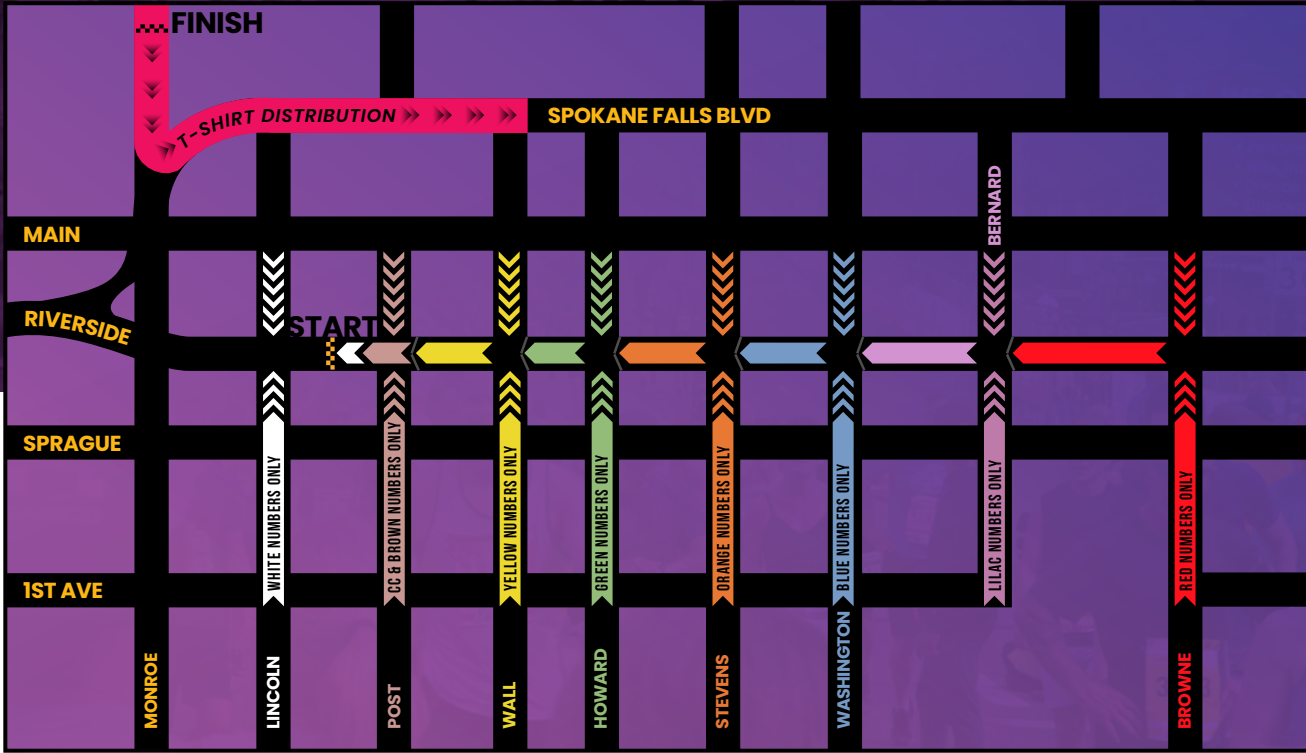 FINISH
T-SHIRT DISTRIBUTION
SPOKANE FALLS BLVD
BERNARD
MAIN
RIVERSIDE
START
SPRAGUE
WHITE NUMBERS ONLY
CC & BROWN NUMBERS ONLY
YELLOW NUMBERS ONLY
GREEN NUMBERS ONLY
ORANGE NUMBERS ONLY
BLUE NUMBERS ONLY
LILAC NUMBERS ONLY
RED NUMBERS ONLY
1ST AVE
MONROE
LINCOLN
POST
WALL
HOWARD
STEVENS
WASHINGTON
BROWNE